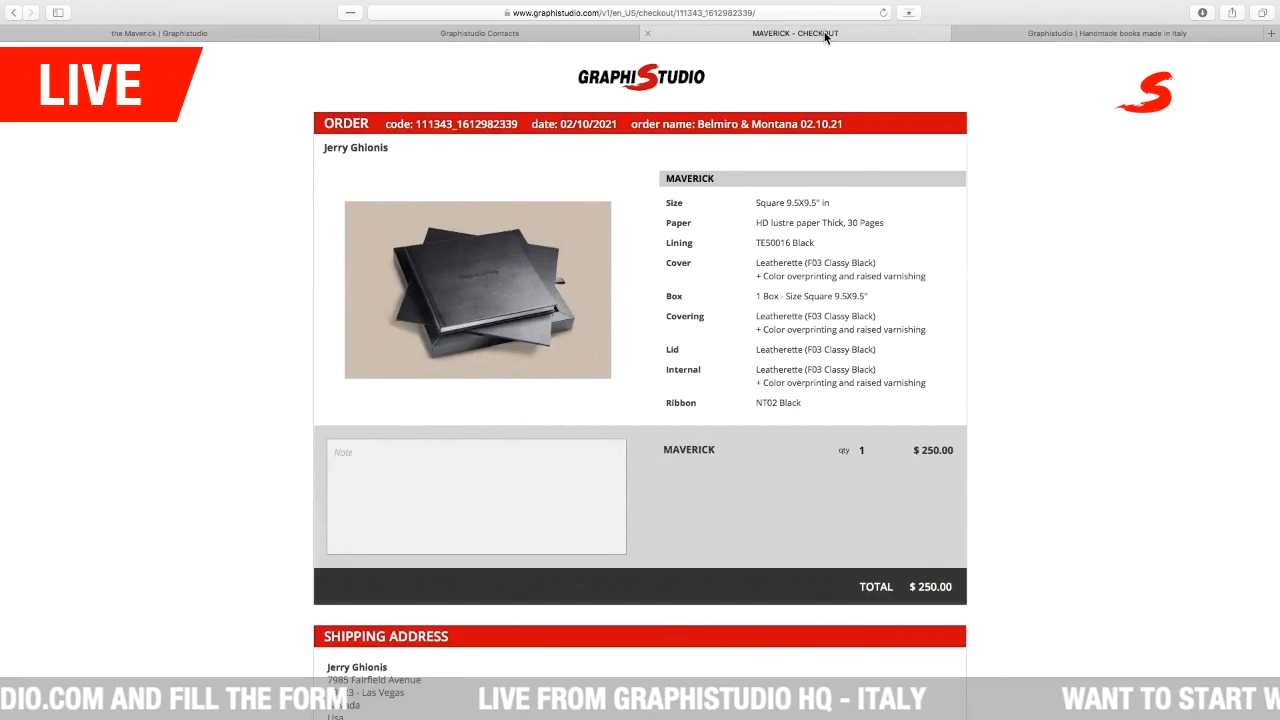 www.graphistudio.com/v1/en_US/checkout/111343_1612982339/
the Maverick | Graphistudio
Graphistudio Contacts
MAVERICK - CHECKOUT
Graphistudio | Handmade books made in Italy
LIVE
GRAPHISTUDIO
ORDER code: 111343_1612982339 date: 02/10/2021 order name: Belmiro & Montana 02.10.21
Jerry Ghionis
MAVERICK
Size Square 9.5X9.5" in
Paper HD lustre paper Thick, 30 Pages
Lining TE50016 Black
Cover Leatherette (F03 Classy Black)
+ Color overprinting and raised varnishing
Box 1 Box - Size Square 9.5X9.5"
Covering Leatherette (F03 Classy Black)
+ Color overprinting and raised varnishing
Lid Leatherette (F03 Classy Black)
Internal Leatherette (F03 Classy Black)
+ Color overprinting and raised varnishing
Ribbon NT02 Black
Note
MAVERICK qty 1 $ 250.00
TOTAL $ 250.00
SHIPPING ADDRESS
Jerry Ghionis
7985 Fairfield Avenue
- Las Vegas
DIO.COM AND FILL THE FORM LIVE FROM GRAPHISTUDIO HQ - ITALY WANT TO START W